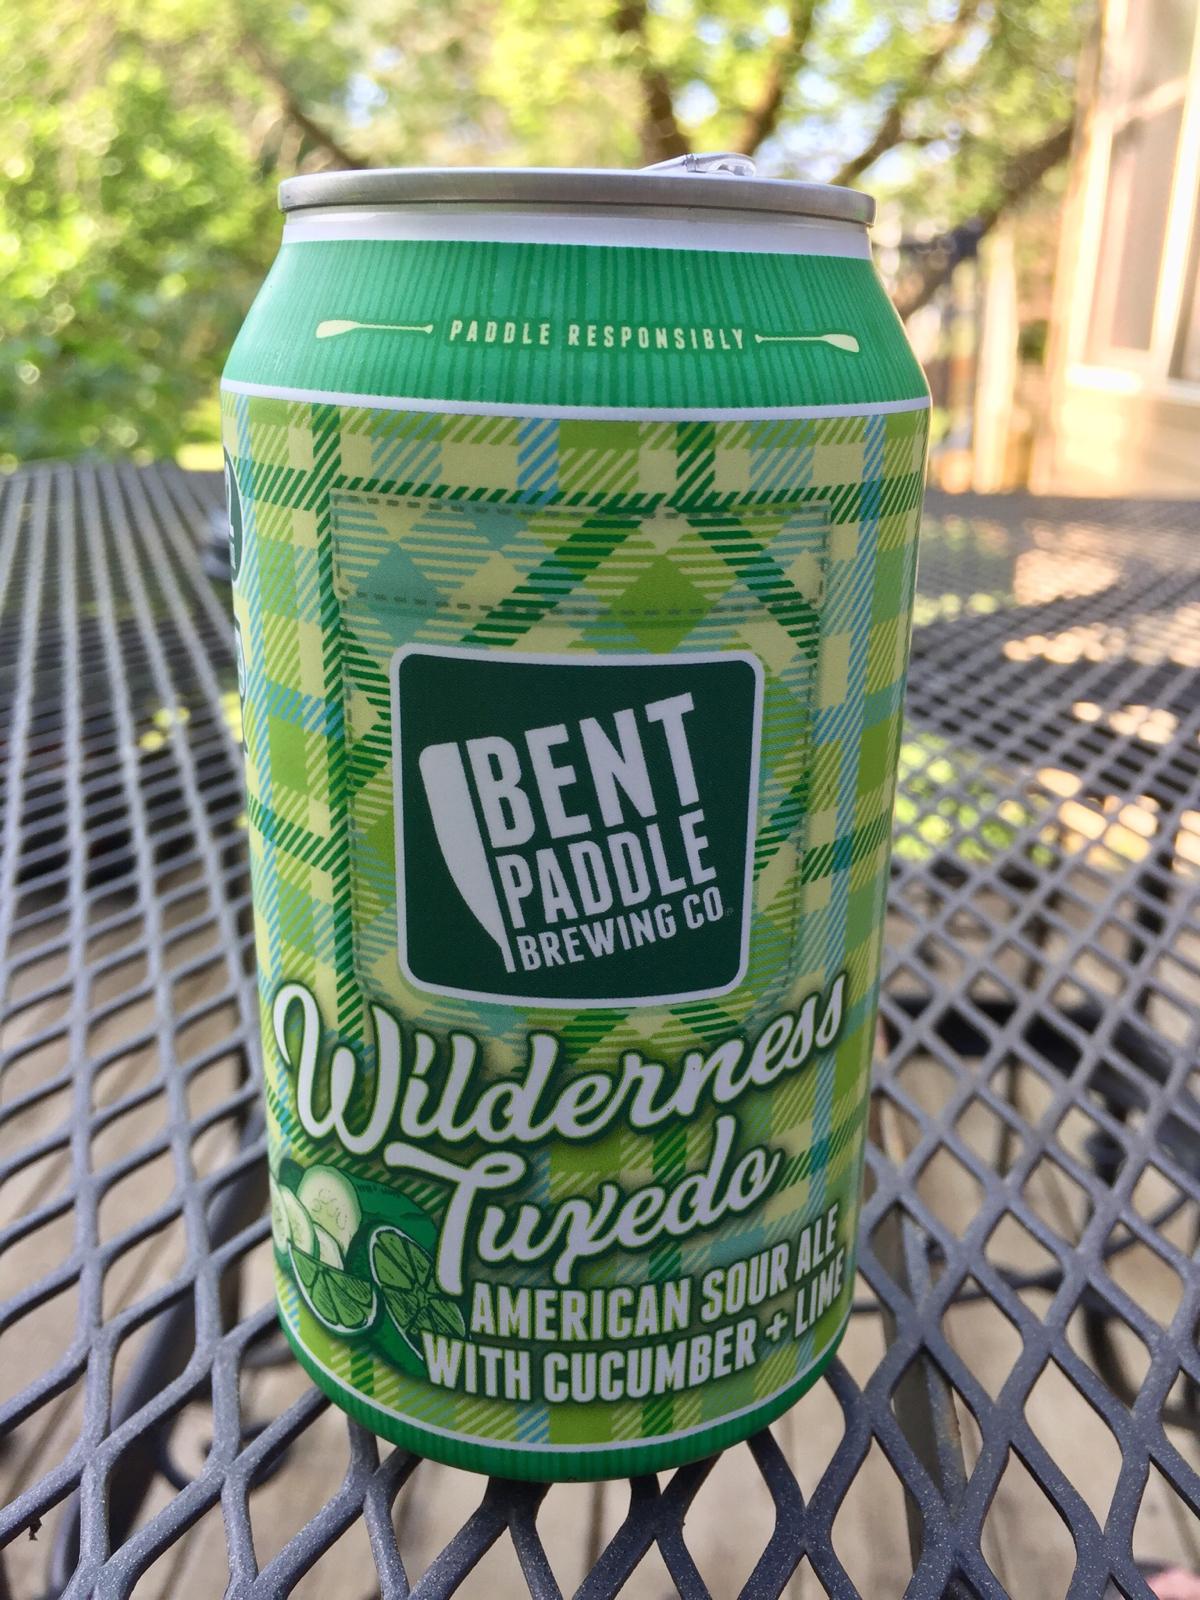 PADDLE RESPONSIBLY
BENT
PADDLE
BREWING CO
Wilderness
Tuxedo
AMERICAN SOUR ALE
WITH CUCUMBER + LIME